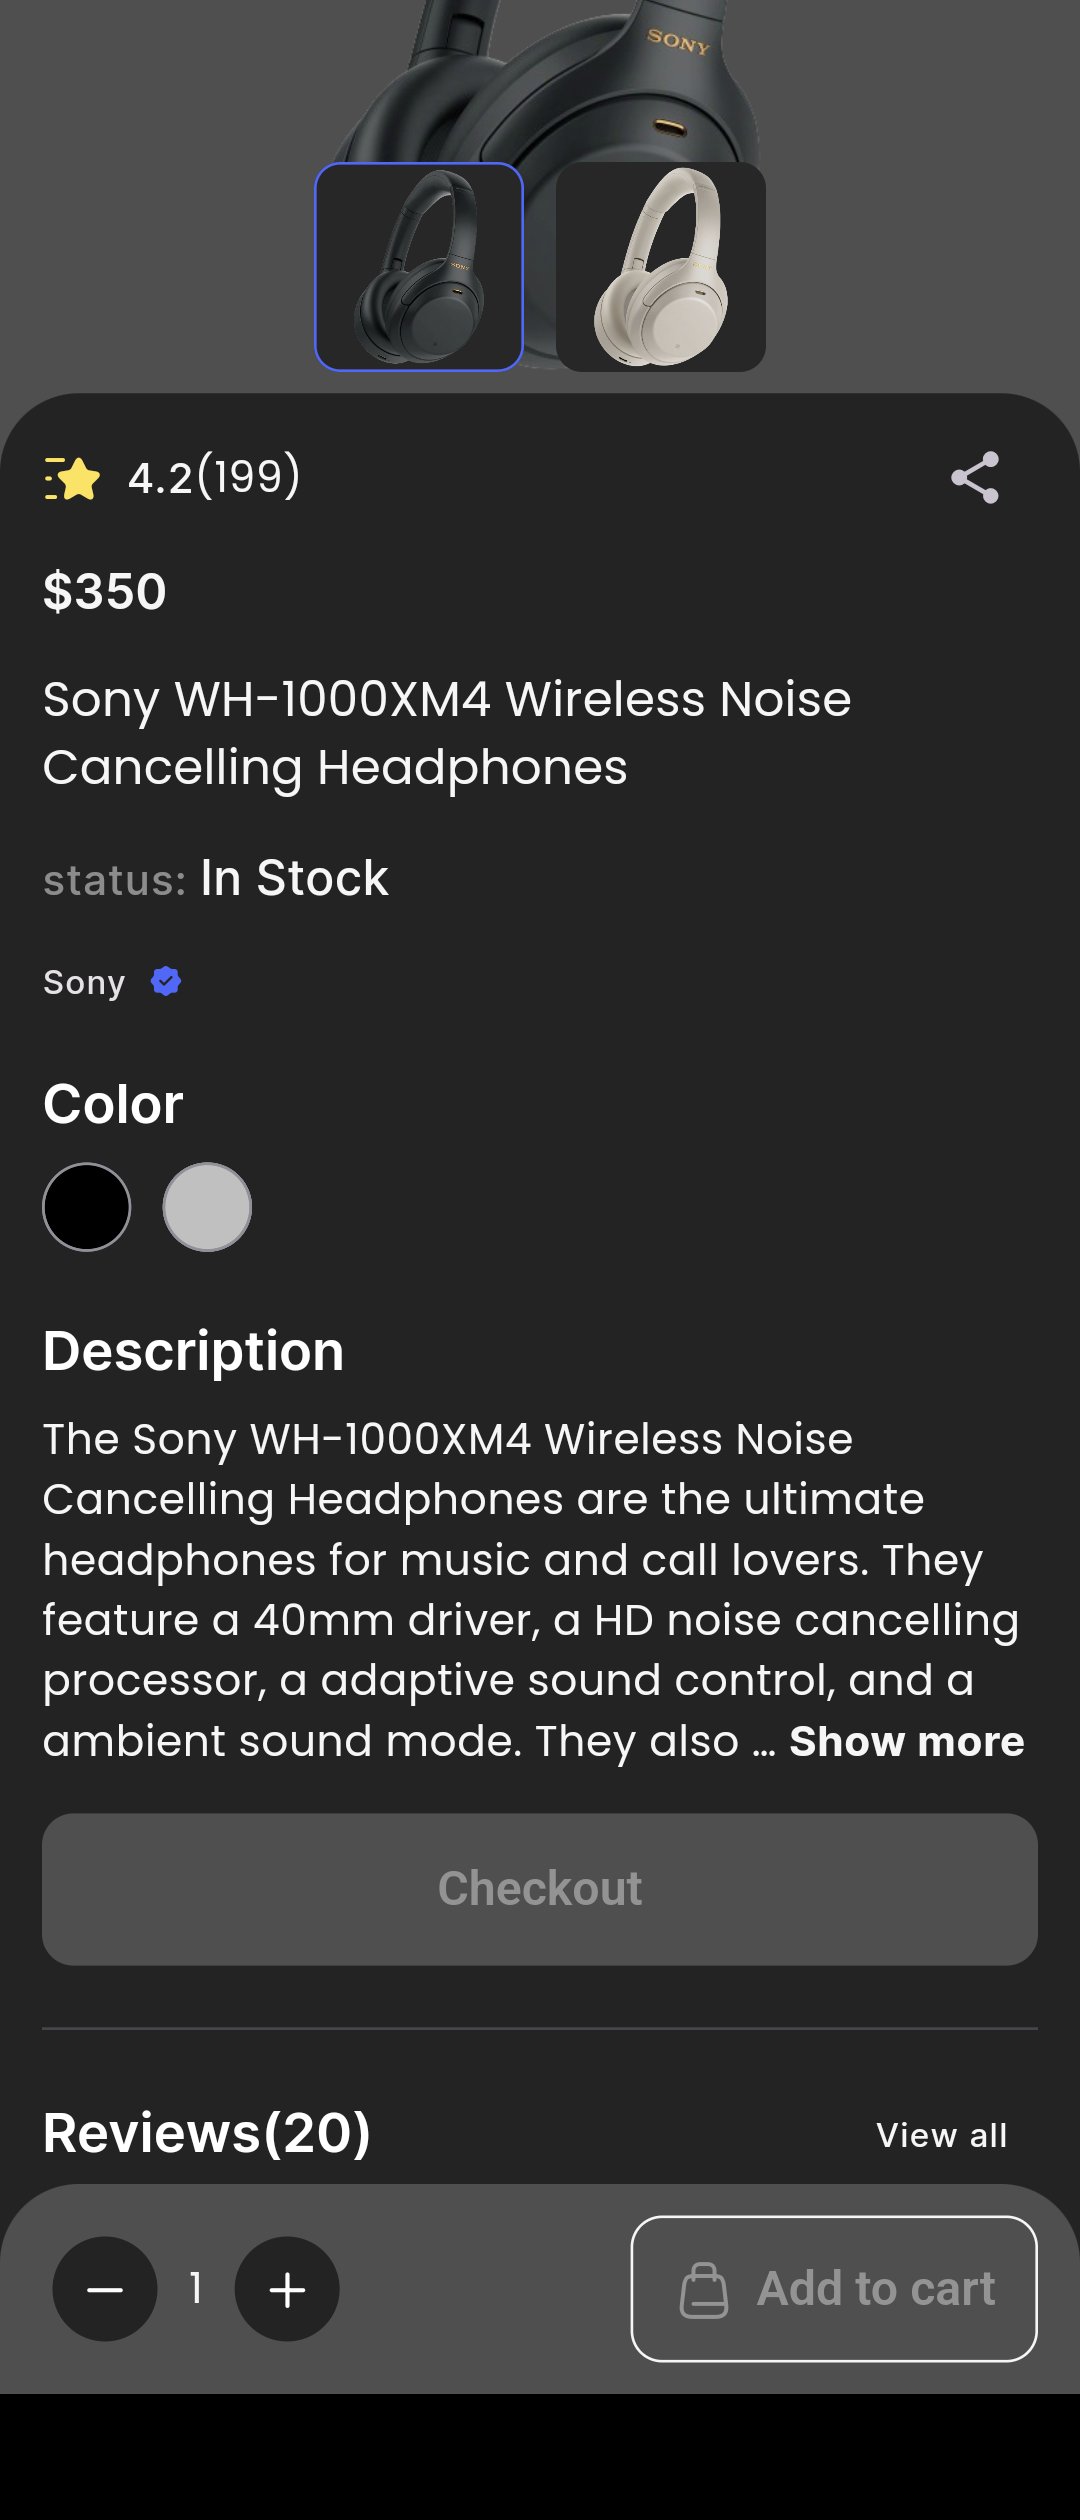 SONY
SONY
4.2(199)
$350
Sony WH-1000XM4 Wireless Noise
Cancelling Headphones
status: In Stock
Sony
Color
Description
The Sony WH-1000XM4 Wireless Noise
Cancelling Headphones are the ultimate
headphones for music and call lovers. They
feature a 40mm driver, a HD noise cancelling
processor, a adaptive sound control, and a
ambient sound mode. They also ... Show more
Checkout
Reviews(20)
View all
1
Add to cart